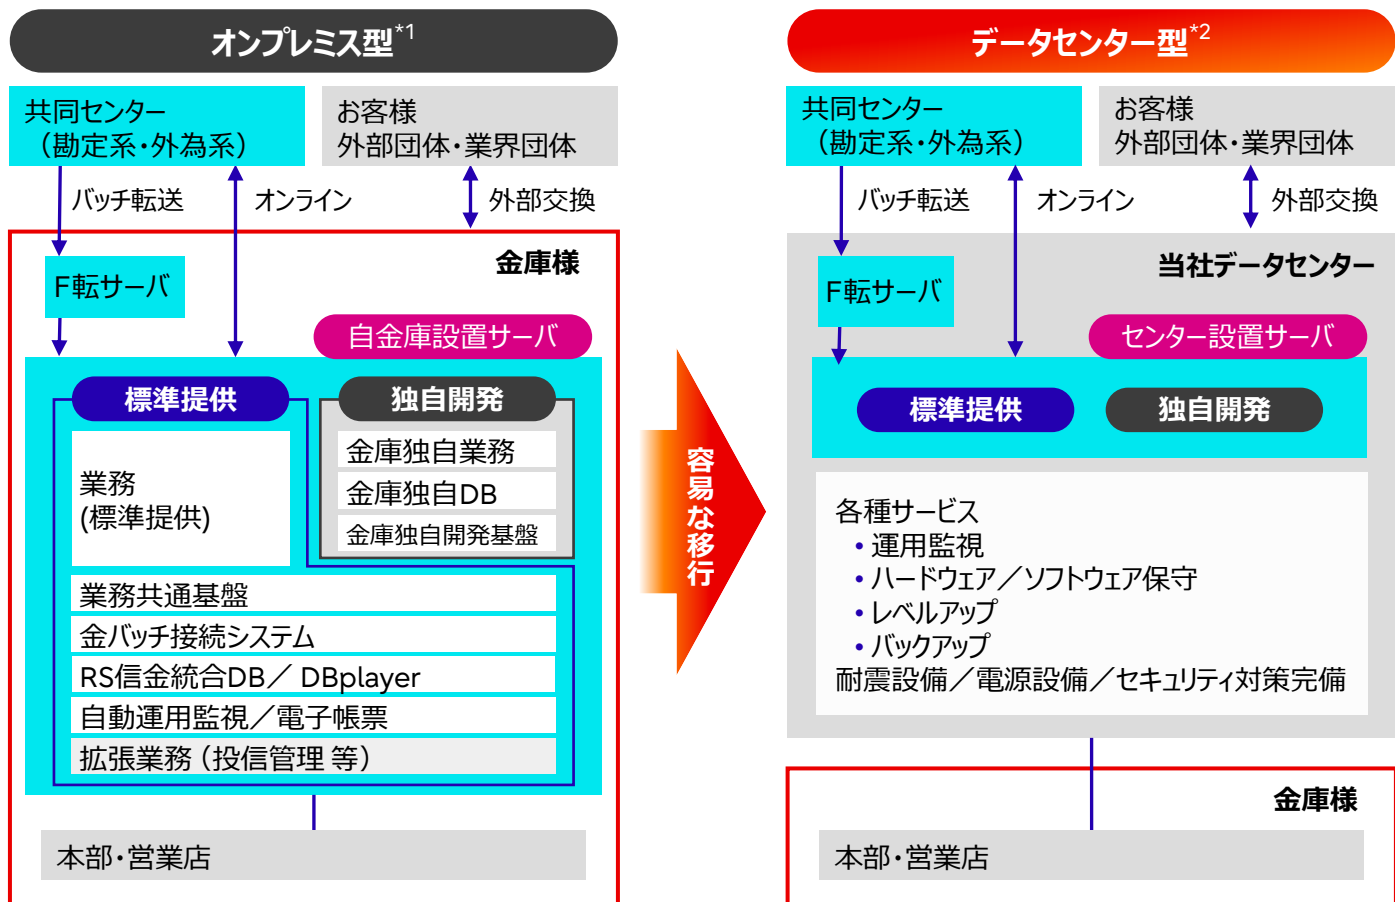 オンプレミス型*1
共同センター
（勘定系・外為系）
お客様
外部団体・業界団体
バッチ転送
オンライン
外部交換
金庫様
F転サーバ
自金庫設置サーバ
標準提供
独自開発
業務
(標準提供)
金庫独自業務
金庫独自DB
金庫独自開発基盤
業務共通基盤
金バッチ接続システム
RS信金統合DB／ DBplayer
自動運用監視／電子帳票
拡張業務（投信管理 等）
本部・営業店
容易な移行
データセンター型*2
共同センター
（勘定系・外為系）
お客様
外部団体・業界団体
バッチ転送
オンライン
外部交換
当社データセンター
F転サーバ
センター設置サーバ
標準提供
独自開発
各種サービス
・運用監視
・ハードウェア／ソフトウェア保守
・レベルアップ
・バックアップ
耐震設備／電源設備／セキュリティ対策完備
金庫様
本部・営業店